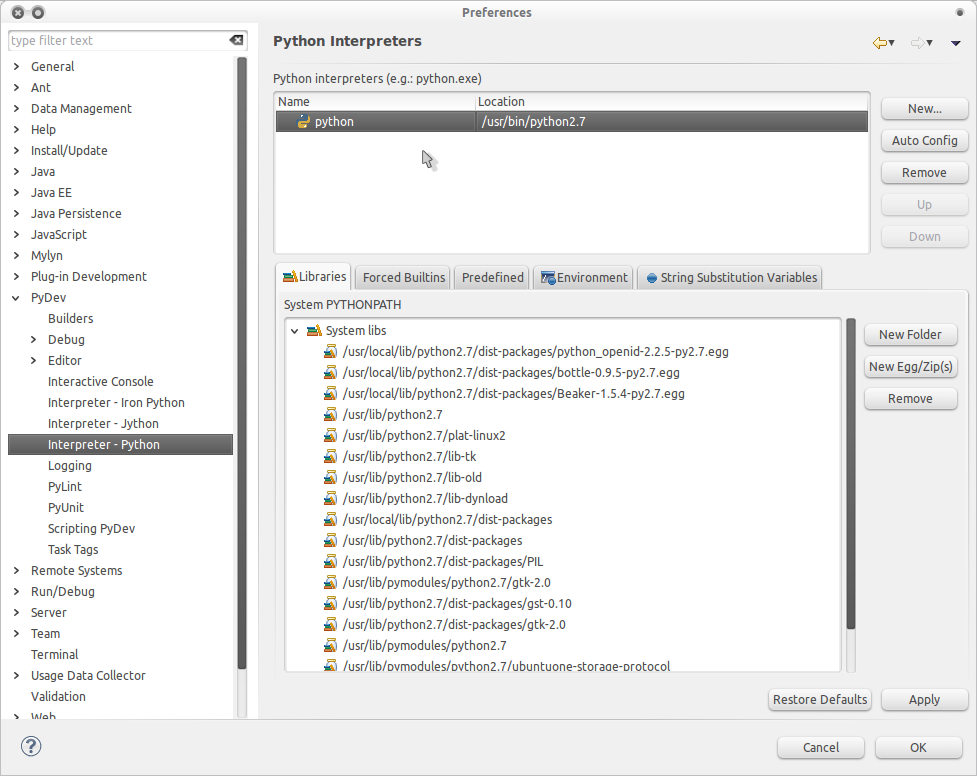 Preferences
type filter text
General
Ant
Data Management
Help
Install/Update
Java
Java EE
Java Persistence
JavaScript
Mylyn
Plug-in Development
PyDev
Builders
Debug
Editor
Interactive Console
Interpreter - Iron Python
Interpreter - Jython
Interpreter - Python
Logging
PyLint
PyUnit
Scripting PyDev
Task Tags
Remote Systems
Run/Debug
Server
Team
Terminal
Usage Data Collector
Validation
Web
Python Interpreters
Python interpreters (e.g.: python.exe)
Name Location
python /usr/bin/python2.7
New...
Auto Config
Remove
Up
Down
Libraries Forced Builtins Predefined Environment String Substitution Variables
System PYTHONPATH
System libs
/usr/local/lib/python2.7/dist-packages/python_openid-2.2.5-py2.7.egg
/usr/local/lib/python2.7/dist-packages/bottle-0.9.5-py2.7.egg
/usr/local/lib/python2.7/dist-packages/Beaker-1.5.4-py2.7.egg
/usr/lib/python2.7
/usr/lib/python2.7/plat-linux2
/usr/lib/python2.7/lib-tk
/usr/lib/python2.7/lib-old
/usr/lib/python2.7/lib-dynload
/usr/local/lib/python2.7/dist-packages
/usr/lib/python2.7/dist-packages
/usr/lib/python2.7/dist-packages/PIL
/usr/lib/pymodules/python2.7/gtk-2.0
/usr/lib/python2.7/dist-packages/gst-0.10
/usr/lib/python2.7/dist-packages/gtk-2.0
/usr/lib/pymodules/python2.7
/usr/lib/pymodules/python2.7/ubuntuone-storage-protocol
New Folder
New Egg/Zip(s)
Remove
Restore Defaults Apply
? Cancel OK